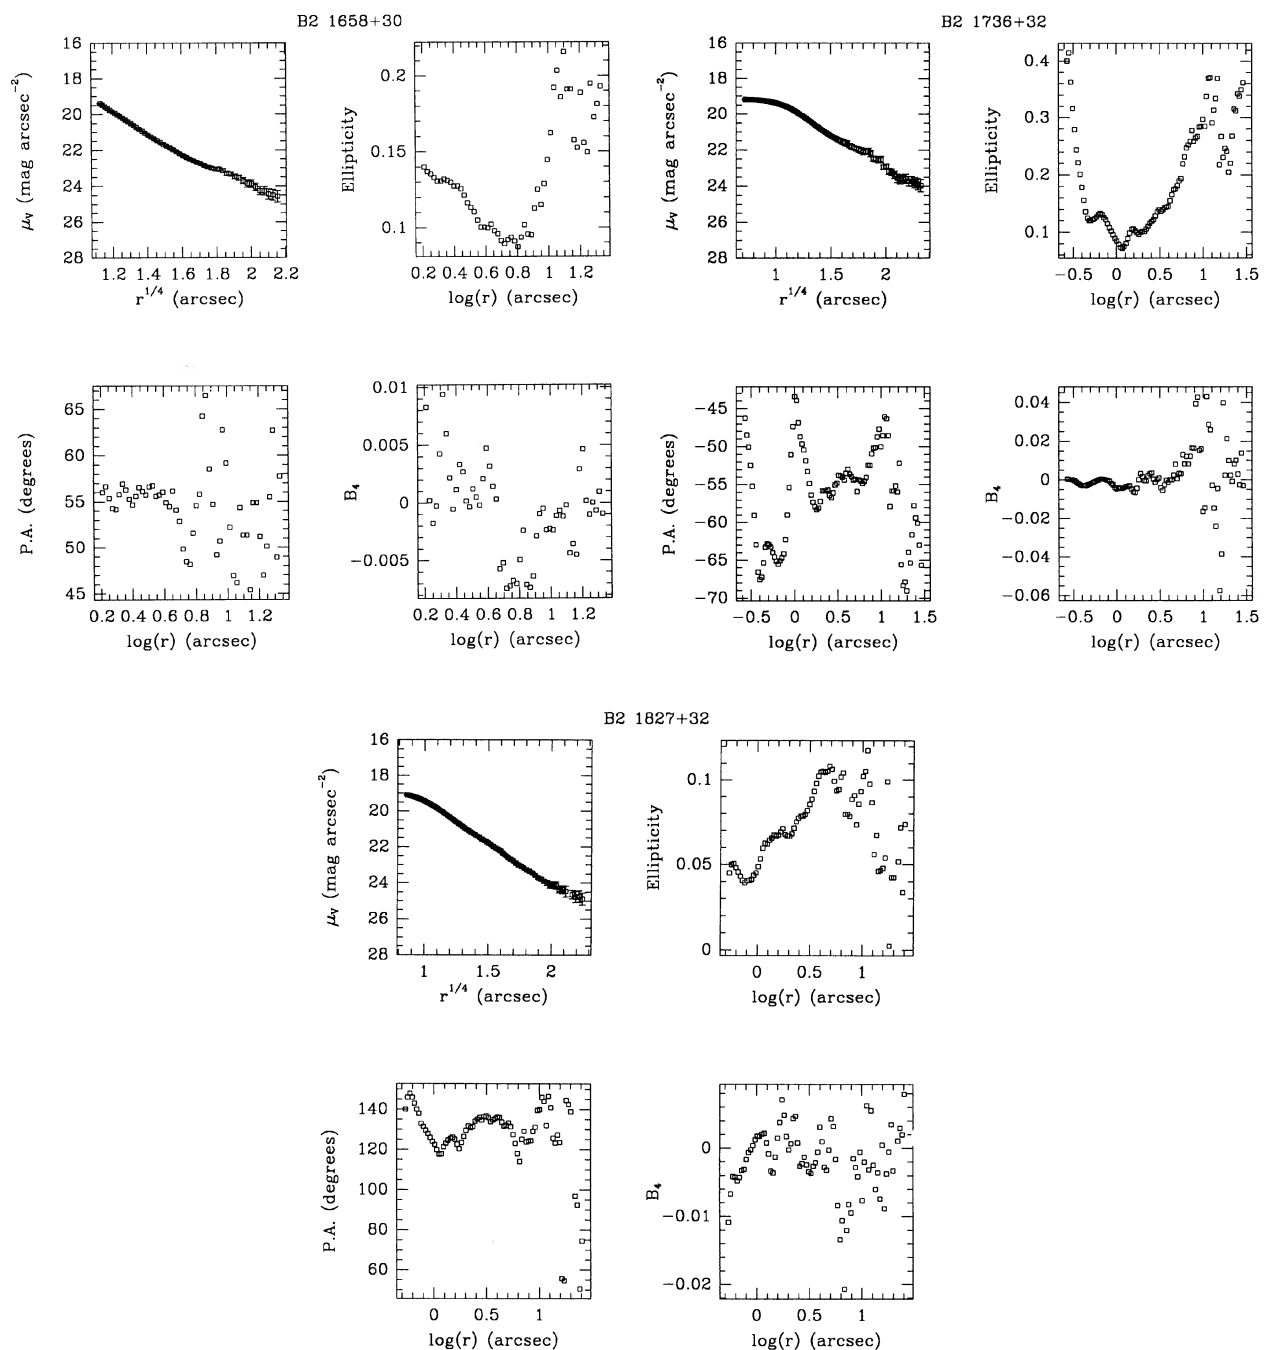 B2 1658+30
B2 1736+32
16
18
20
22
24
26
28
μV (mag arcsec−2)
1.2 1.4 1.6 1.8 2 2.2
r1/4 (arcsec)
0.2
0.15
0.1
Ellipticity
0.2 0.4 0.6 0.8 1 1.2
log(r) (arcsec)
16
18
20
22
24
26
28
μV (mag arcsec−2)
1 1.5 2
r1/4 (arcsec)
0.4
0.3
0.2
0.1
Ellipticity
−0.5 0 0.5 1 1.5
log(r) (arcsec)
65
60
55
50
45
P.A. (degrees)
0.2 0.4 0.6 0.8 1 1.2
log(r) (arcsec)
0.01
0.005
0
−0.005
B4
0.2 0.4 0.6 0.8 1 1.2
log(r) (arcsec)
−45
−50
−55
−60
−65
−70
P.A. (degrees)
−0.5 0 0.5 1 1.5
log(r) (arcsec)
0.04
0.02
0
−0.02
−0.04
−0.06
B4
−0.5 0 0.5 1 1.5
log(r) (arcsec)
B2 1827+32
16
18
20
22
24
26
28
μV (mag arcsec−2)
1 1.5 2
r1/4 (arcsec)
0.1
0.05
0
Ellipticity
0 0.5 1
log(r) (arcsec)
140
120
100
80
60
P.A. (degrees)
0 0.5 1
log(r) (arcsec)
0
−0.01
−0.02
B4
0 0.5 1
log(r) (arcsec)